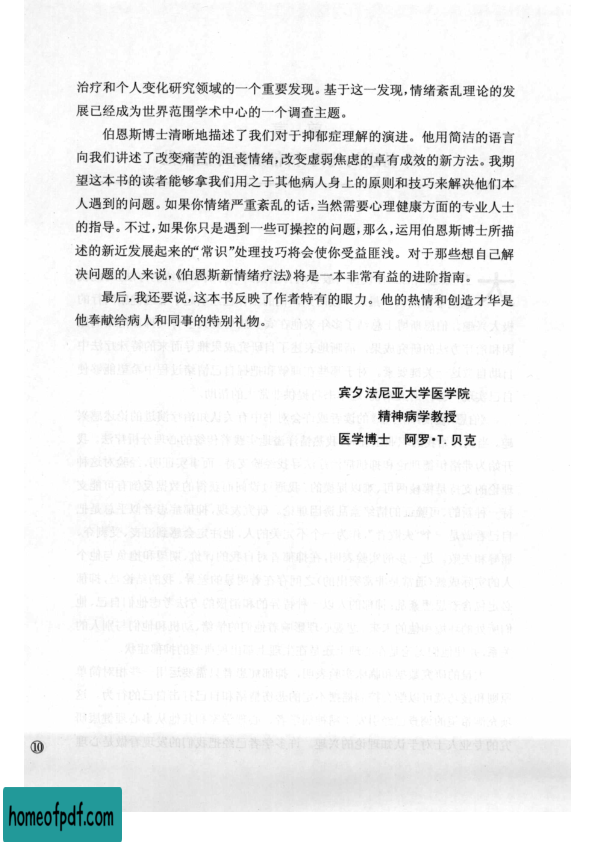 治疗和个人变化研究领域的一个重要发现。基于这一发现,情绪紊乱理论的发
展已经成为世界范围学术中心的一个调查主题。
伯恩斯博士清晰地描述了我们对于抑郁症理解的演进。他用简洁的语言
向我们讲述了改变痛苦的沮丧情绪,改变虚弱焦虑的卓有成效的新方法。我期
望这本书的读者能够拿我们用之于其他病人身上的原则和技巧来解决他们本
人遇到的问题。如果你情绪严重紊乱的话,当然需要心理健康方面的专业人士
的指导。不过,如果你只是遇到一些可操控的问题,那么,运用伯恩斯博士所描
述的新近发展起来的“常识”处理技巧将会使你受益匪浅。对于那些想自己解
决问题的人来说,《伯恩斯新情绪疗法》将是一本非常有益的进阶指南。
最后,我还要说,这本书反映了作者特有的眼力。他的热情和创造才华是
他奉献给病人和同事的特别礼物。
宾夕法尼亚大学医学院
精神病学教授
医学博士 阿罗·T. 贝克
⑩
homeofpdf.com